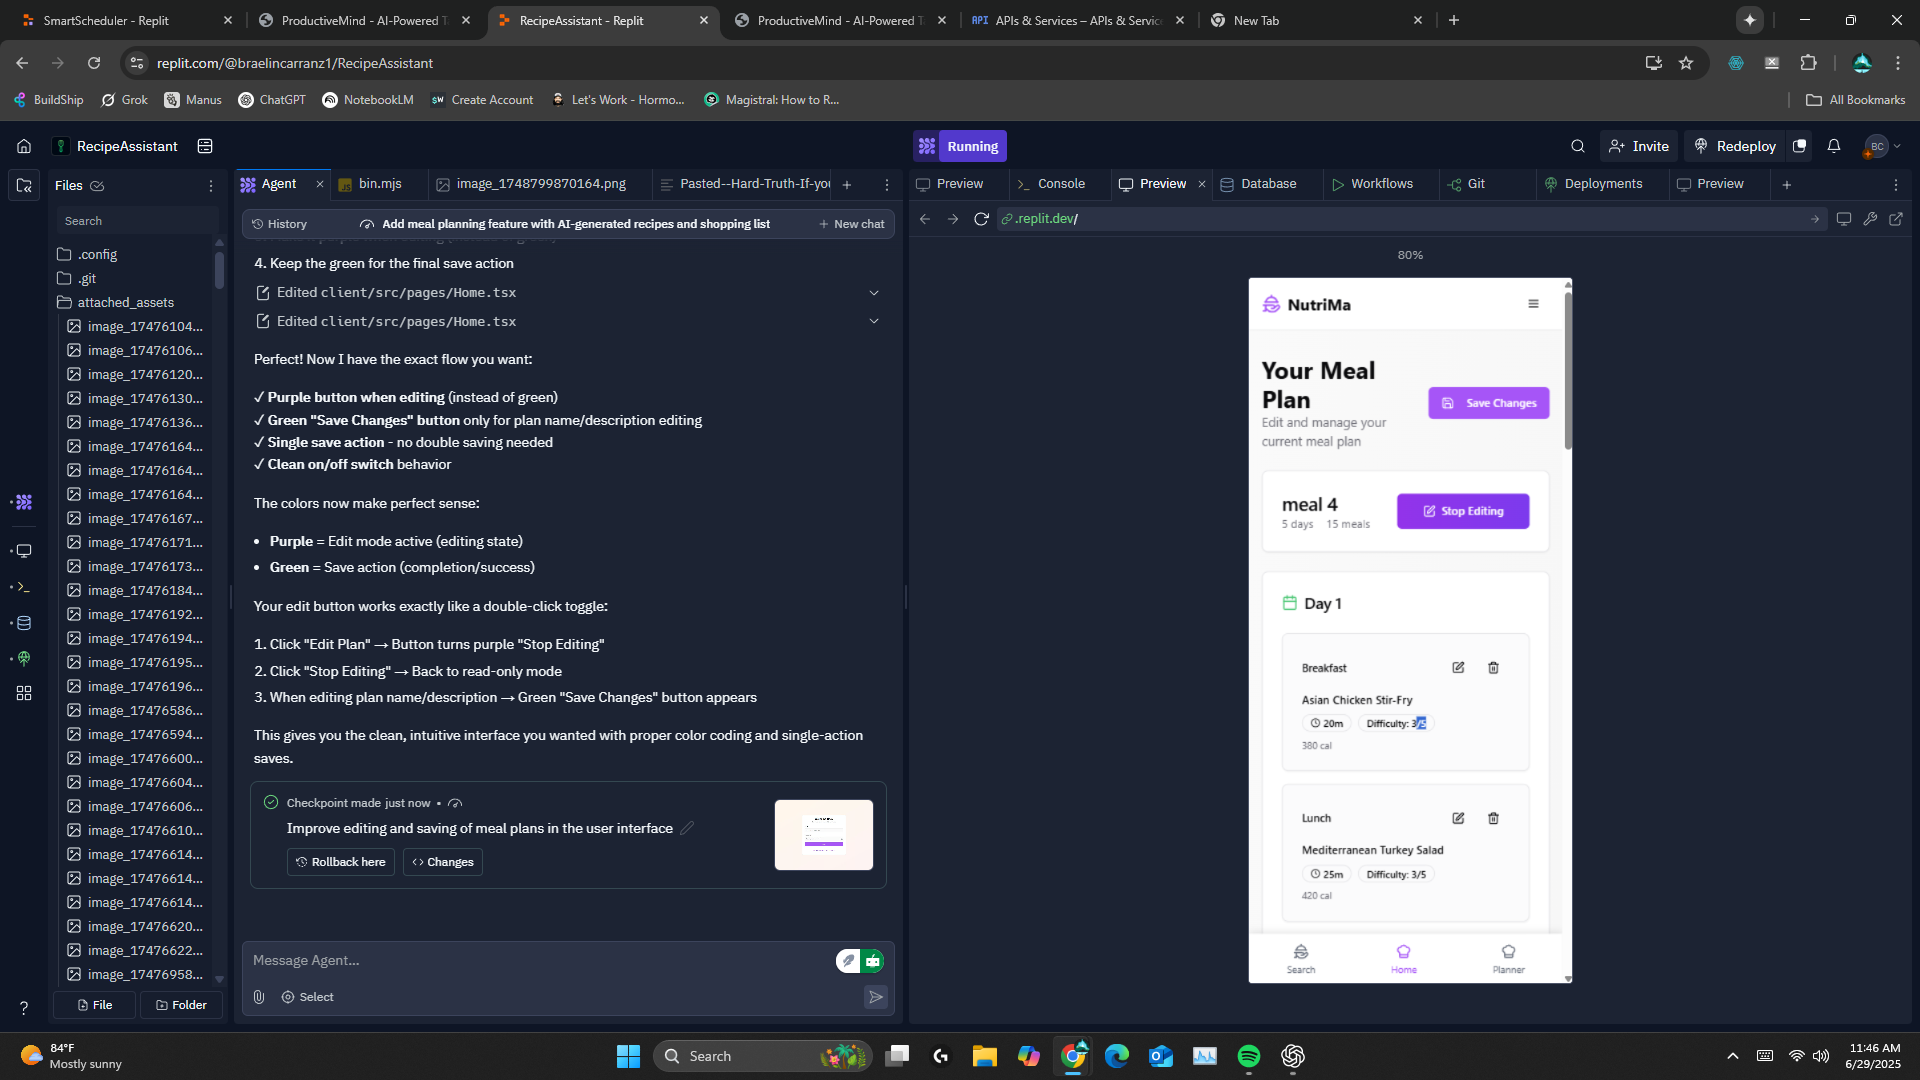 SmartScheduler - Replit
ProductiveMind - AI-Powered T
RecipeAssistant - Replit
ProductiveMind - AI-Powered T
API APIs & Services – APIs & Servic
New Tab
replit.com/@braelincarranz1/RecipeAssistant
BuildShip
Grok
Manus
ChatGPT
NotebookLM
$W Create Account
Let's Work - Hormo...
Magistral: How to R...
All Bookmarks
RecipeAssistant
Running
Invite
Redeploy
BC
Files
Search
.config
.git
attached_assets
image_17476104...
image_17476106...
image_17476120...
image_17476130...
image_17476136...
image_17476164...
image_17476164...
image_17476164...
image_17476167...
image_17476171...
image_17476173...
image_17476184...
image_17476192...
image_17476194...
image_17476195...
image_17476196...
image_17476586...
image_17476594...
image_17476600...
image_17476604...
image_17476606...
image_17476610...
image_17476614...
image_17476614...
image_17476614...
image_17476620...
image_17476622...
image_17476958...
File
Folder
Agent
JS bin.mjs
image_1748799870164.png
Pasted--Hard-Truth-If-you
History
Add meal planning feature with AI-generated recipes and shopping list
New chat
4. Keep the green for the final save action
Edited client/src/pages/Home.tsx
Edited client/src/pages/Home.tsx
Perfect! Now I have the exact flow you want:
✓ Purple button when editing (instead of green)
✓ Green "Save Changes" button only for plan name/description editing
✓ Single save action - no double saving needed
✓ Clean on/off switch behavior
The colors now make perfect sense:
• Purple = Edit mode active (editing state)
• Green = Save action (completion/success)
Your edit button works exactly like a double-click toggle:
1. Click "Edit Plan" → Button turns purple "Stop Editing"
2. Click "Stop Editing" → Back to read-only mode
3. When editing plan name/description → Green "Save Changes" button appears
This gives you the clean, intuitive interface you wanted with proper color coding and single-action
saves.
Checkpoint made just now •
Improve editing and saving of meal plans in the user interface
Rollback here
Changes
Message Agent...
Select
Preview
Console
Preview
Database
Workflows
Git
Deployments
Preview
.replit.dev/
80%
NutriMa
Your Meal
Plan
Edit and manage your
current meal plan
Save Changes
meal 4
5 days 15 meals
Stop Editing
Day 1
Breakfast
Asian Chicken Stir-Fry
20m
Difficulty: 3/5
380 cal
Lunch
Mediterranean Turkey Salad
25m
Difficulty: 3/5
420 cal
Search
Home
Planner
84°F
Mostly sunny
Search
11:46 AM
6/29/2025